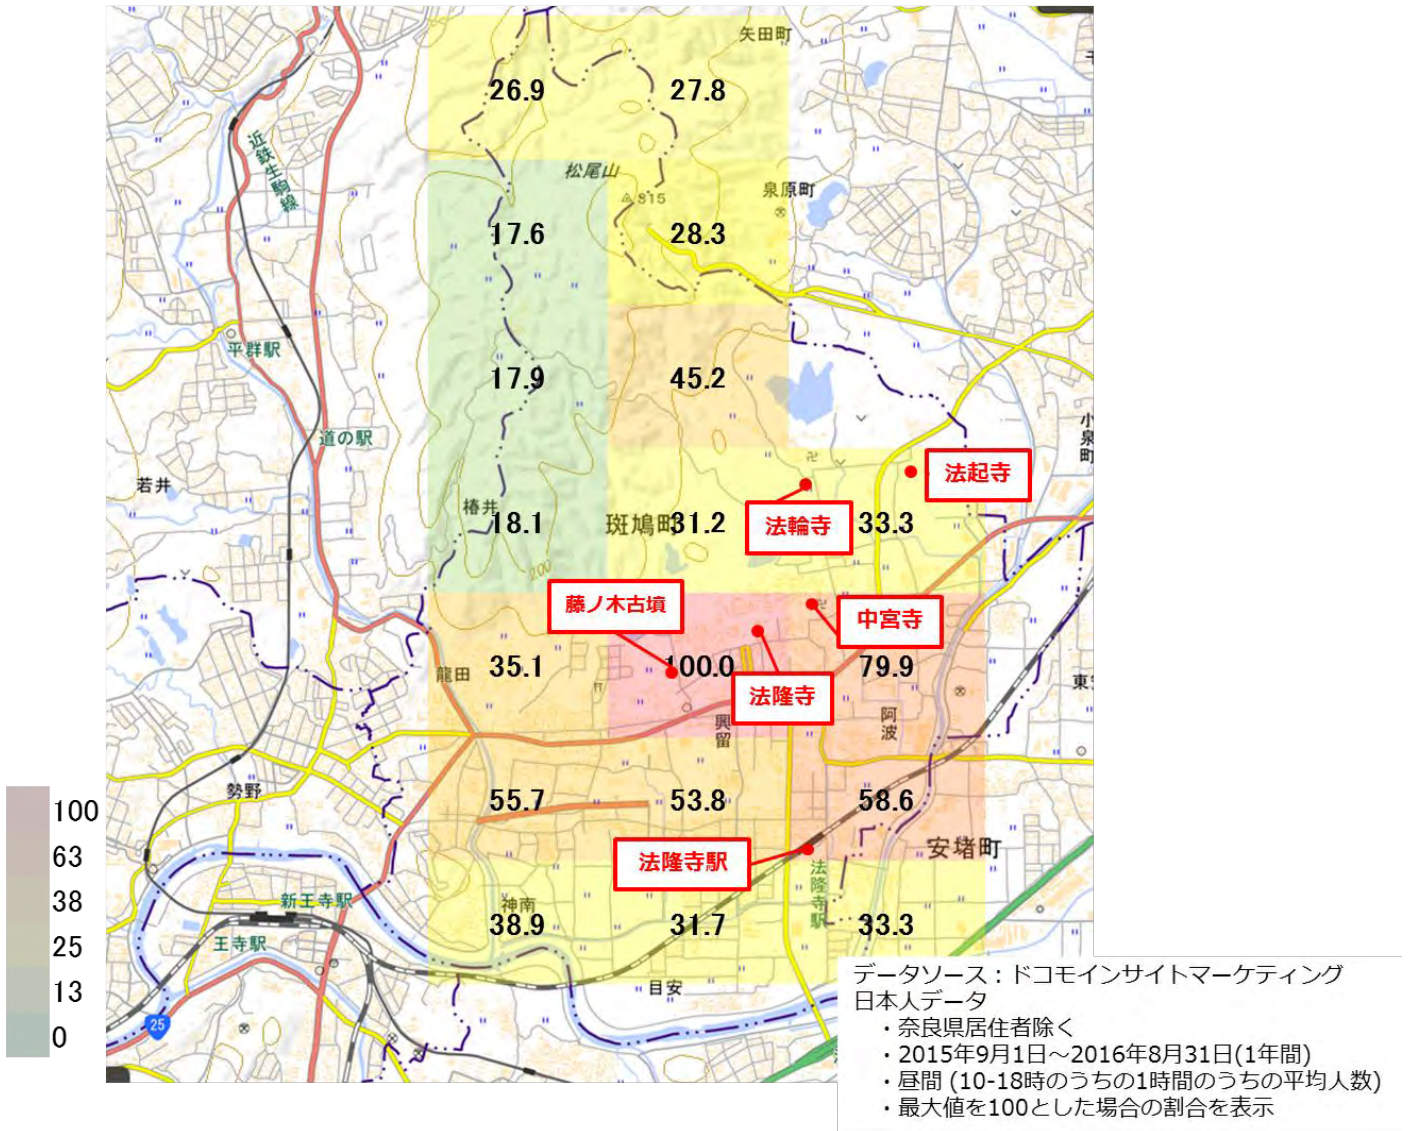 矢田町
26.9
27.8
近鉄生駒線
松尾山
315
泉原町
17.6
28.3
平群駅
17.9
45.2
道の駅
小泉町
法起寺
若井
椿井
18.1
斑鳩町
31.2
法輪寺
33.3
200
藤ノ木古墳
中宮寺
龍田
35.1
100.0
79.9
法隆寺
東安
興留
阿波
勢野
55.7
53.8
58.6
安堵町
法隆寺駅
法隆寺駅
新王寺駅
神南
38.9
31.7
33.3
王寺駅
目安
25
100
63
38
25
13
0
データソース：ドコモインサイトマーケティング
日本人データ
・奈良県居住者除く
・2015年9月1日～2016年8月31日(1年間)
・昼間 (10-18時のうちの1時間のうちの平均人数)
・最大値を100とした場合の割合を表示